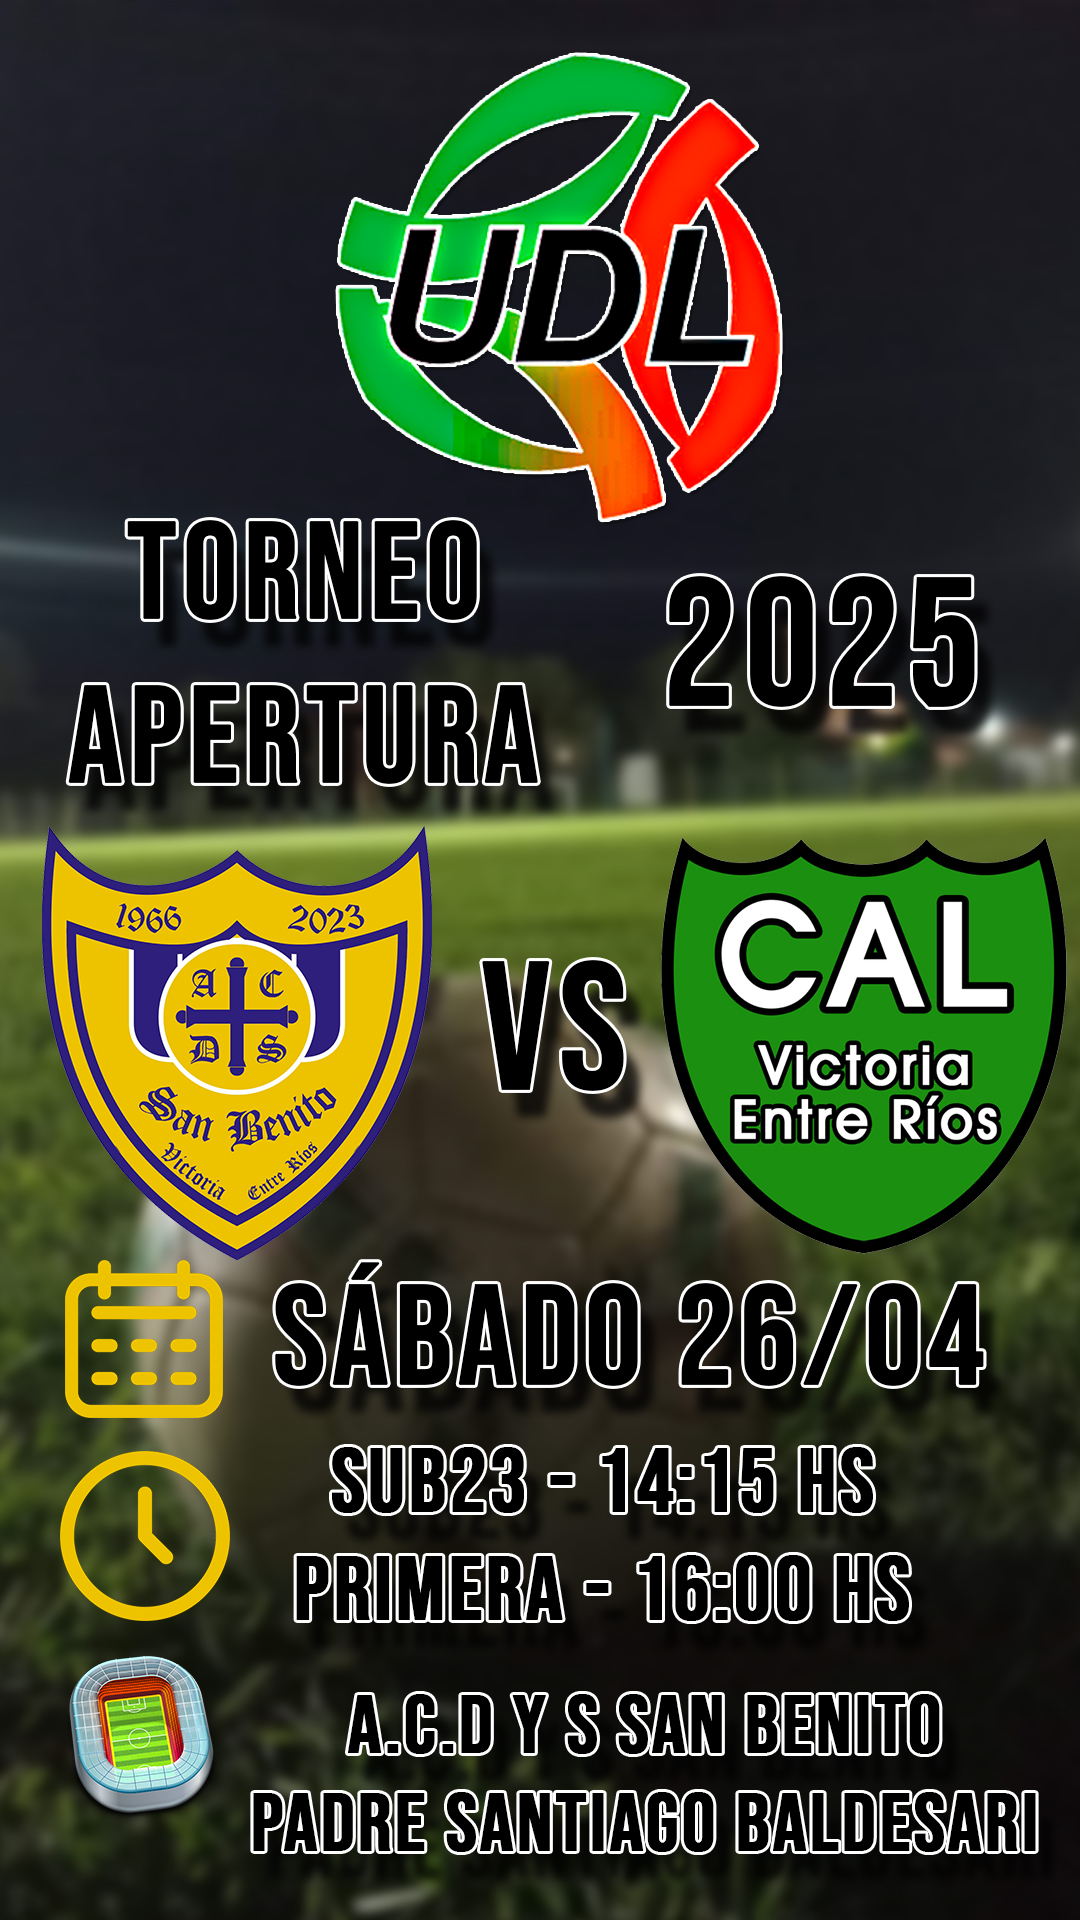 UDL
TORNEO
APERTURA
2025
1966 2023
A C
D S
San Benito
Victoria Entre Ríos
VS
CAL
Victoria
Entre Ríos
SÁBADO 26/04
SUB23 - 14:15 HS
PRIMERA - 16:00 HS
A.C.D Y S SAN BENITO
PADRE SANTIAGO BALDESARI